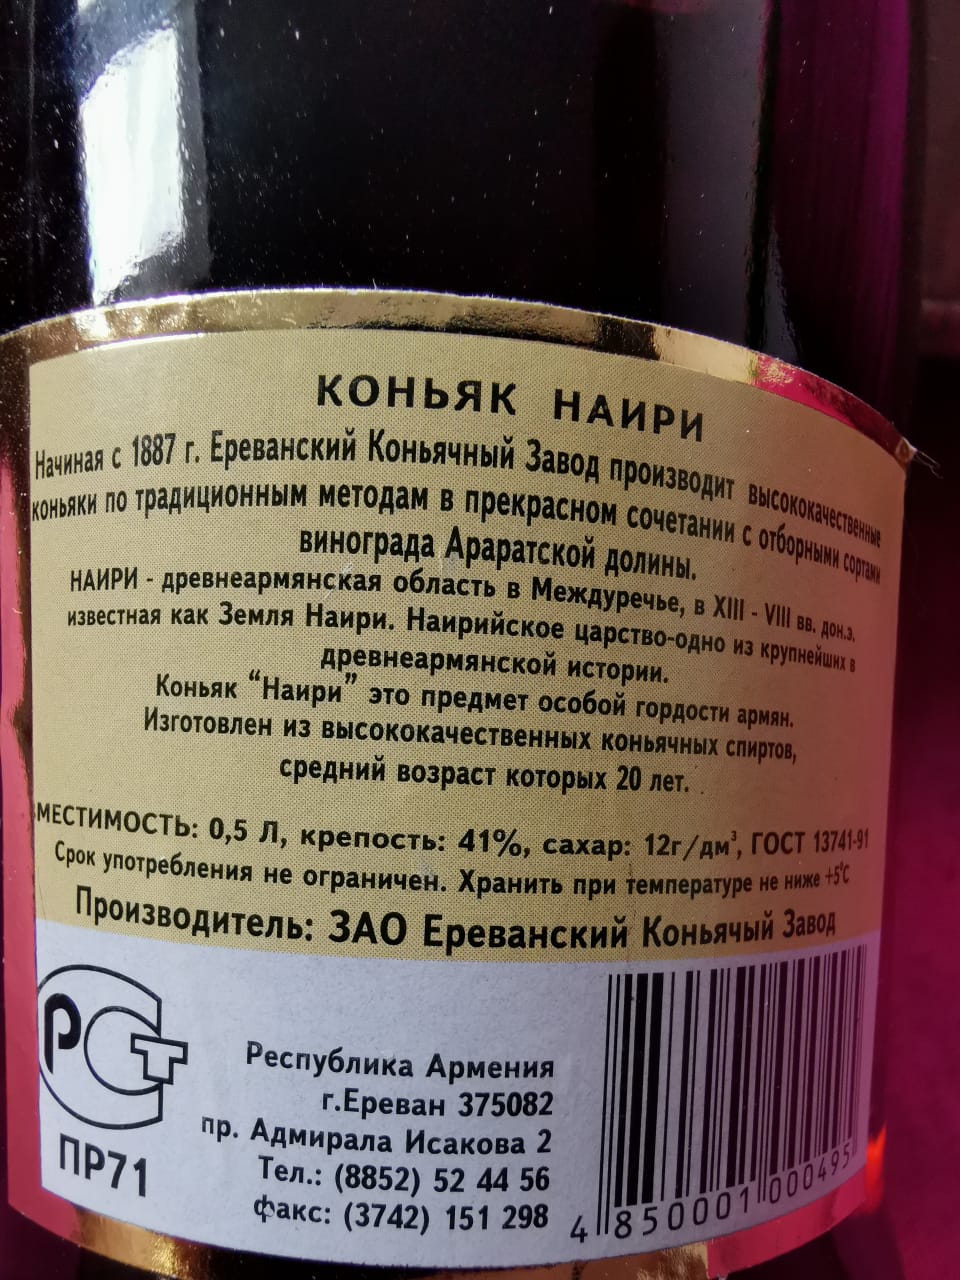 КОНЬЯК НАИРИ
Начиная с 1887 г. Ереванский Коньячный Завод производит высококачественные
коньяки по традиционным методам в прекрасном сочетании с отборными сортами
винограда Араратской долины.
НАИРИ - древнеармянская область в Междуречье, в XIII - VIII вв. дон.э.
известная как Земля Наири. Наирийское царство-одно из крупнейших в
древнеармянской истории.
Коньяк “Наири” это предмет особой гордости армян.
Изготовлен из высококачественных коньячных спиртов,
средний возраст которых 20 лет.
ВМЕСТИМОСТЬ: 0,5 Л, крепость: 41%, сахар: 12г/дм³, ГОСТ 13741-91
Срок употребления не ограничен. Хранить при температуре не ниже +5°С
Производитель: ЗАО Ереванский Коньячый Завод
РСТ
ПР71
Республика Армения
г.Ереван 375082
пр. Адмирала Исакова 2
Тел.: (8852) 52 44 56
факс: (3742) 151 298
4 850001 000495